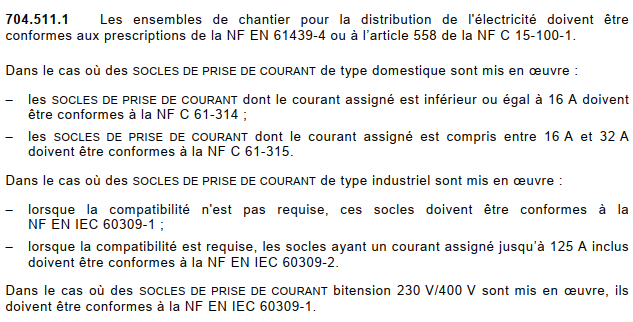 704.511.1 Les ensembles de chantier pour la distribution de l'électricité doivent être
conformes aux prescriptions de la NF EN 61439-4 ou à l'article 558 de la NF C 15-100-1.
Dans le cas où des SOCLES DE PRISE DE COURANT de type domestique sont mis en œuvre :
– les SOCLES DE PRISE DE COURANT dont le courant assigné est inférieur ou égal à 16 A doivent
être conformes à la NF C 61-314 ;
– les SOCLES DE PRISE DE COURANT dont le courant assigné est compris entre 16 A et 32 A
doivent être conformes à la NF C 61-315.
Dans le cas où des SOCLES DE PRISE DE COURANT de type industriel sont mis en œuvre :
– lorsque la compatibilité n'est pas requise, ces socles doivent être conformes à la
NF EN IEC 60309-1 ;
– lorsque la compatibilité est requise, les socles ayant un courant assigné jusqu'à 125 A inclus
doivent être conformes à la NF EN IEC 60309-2.
Dans le cas où des SOCLES DE PRISE DE COURANT bitension 230 V/400 V sont mis en œuvre, ils
doivent être conformes à la NF EN IEC 60309-1.